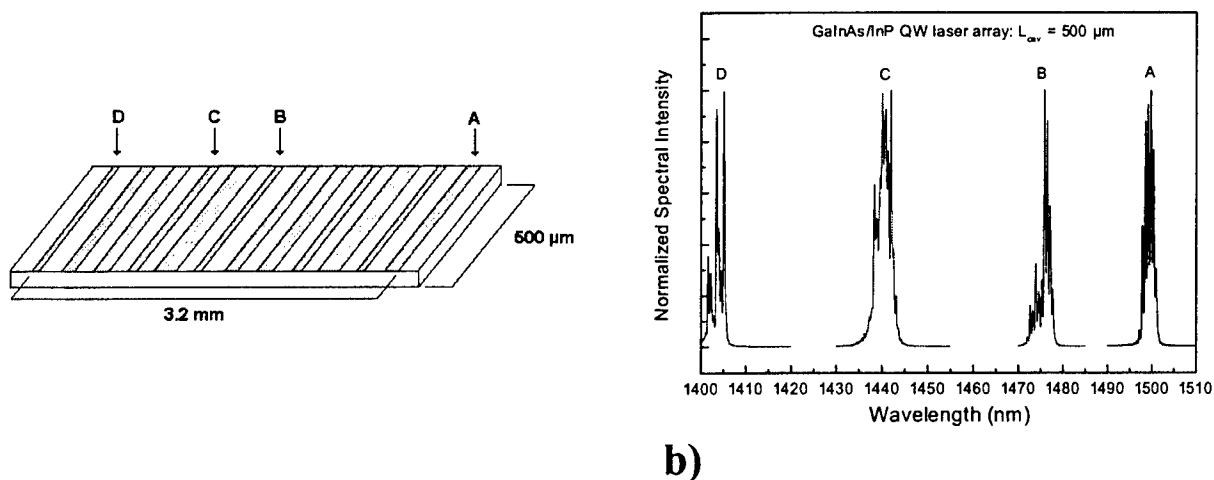 D C B A
500 µm
3.2 mm
GaInAs/InP QW laser array: L_cav = 500 µm
D C B A
Normalized Spectral Intensity
1400 1410 1420 1430 1440 1450 1460 1470 1480 1490 1500 1510
Wavelength (nm)
b)